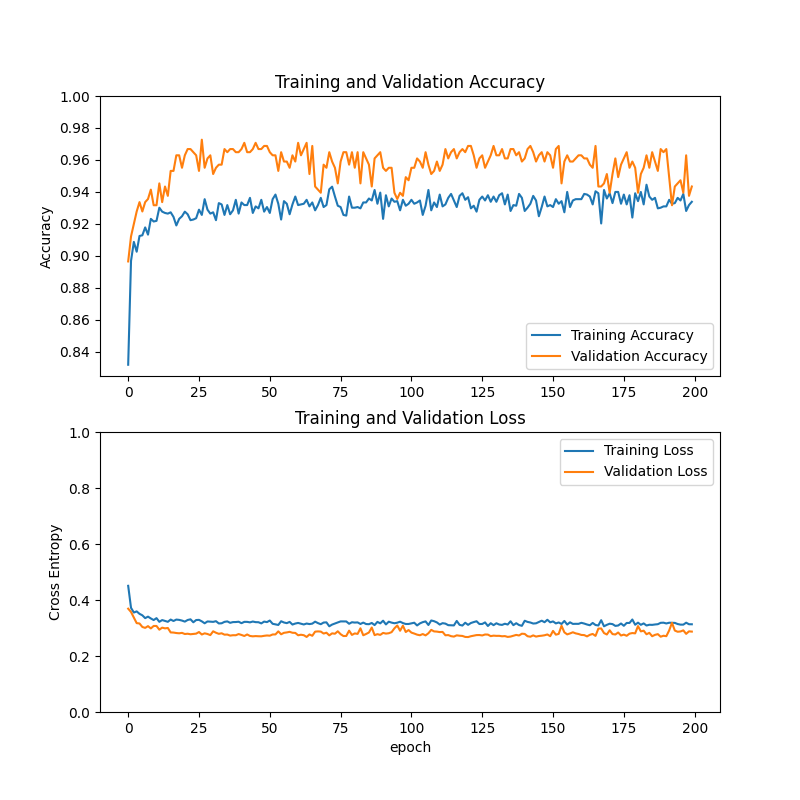 Training and Validation Accuracy
1.00
0.98
0.96
0.94
0.92
0.90
0.88
0.86
0.84
Accuracy
Training Accuracy
Validation Accuracy
0 25 50 75 100 125 150 175 200
Training and Validation Loss
1.0
0.8
0.6
0.4
0.2
0.0
Cross Entropy
Training Loss
Validation Loss
0 25 50 75 100 125 150 175 200
epoch